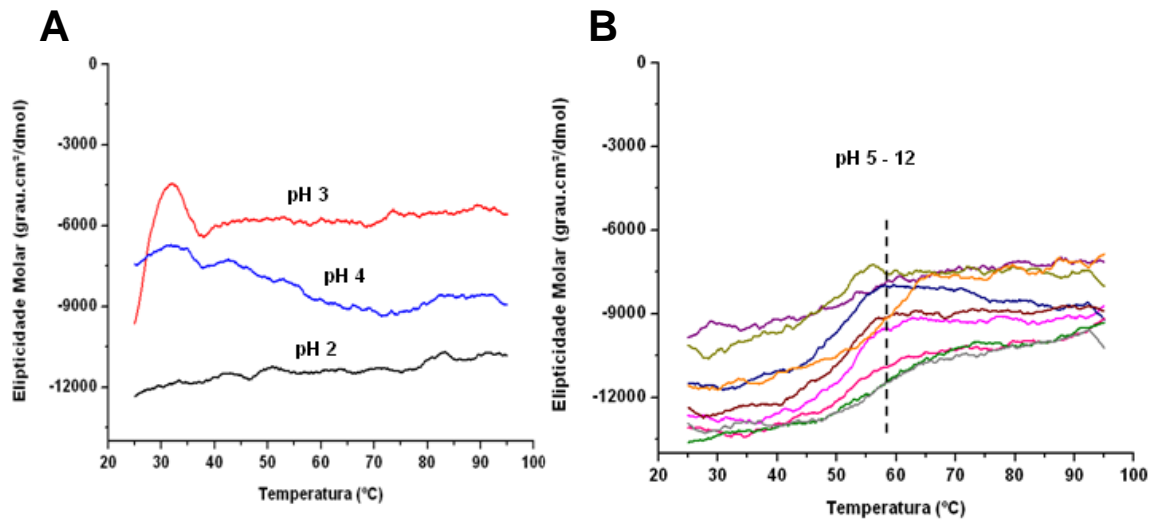 A
0
-3000
-6000
-9000
-12000
Elipticidade Molar (grau.cm²/dmol)
pH 3
pH 4
pH 2
20 30 40 50 60 70 80 90 100
Temperatura (ºC)
B
0
-3000
-6000
-9000
-12000
Elipticidade Molar (grau.cm²/dmol)
pH 5 - 12
20 30 40 50 60 70 80 90 100
Temperatura (ºC)